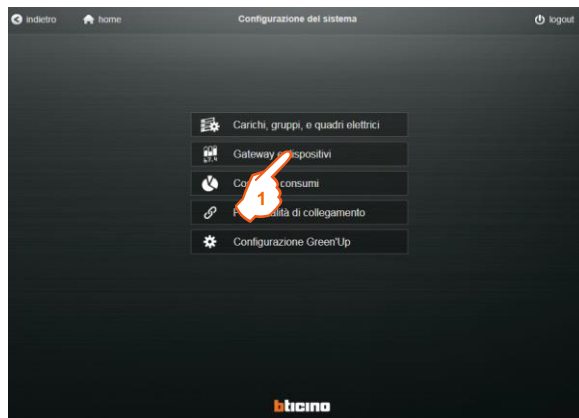 indietro home Configurazione del sistema logout
Carichi, gruppi, e quadri elettrici
Gateway e dispositivi
consumi
1
di collegamento
Configurazione Green'Up
bticino